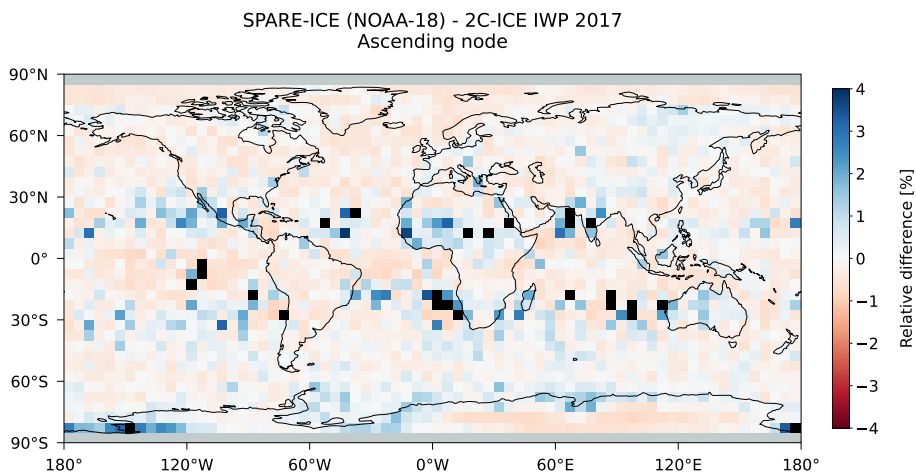 SPARE-ICE (NOAA-18) - 2C-ICE IWP 2017
Ascending node
90°N
60°N
30°N
0°
30°S
60°S
90°S
180°
120°W
60°W
0°W
60°E
120°E
180°
4
3
2
1
0
−1
−2
−3
−4
Relative difference [%]